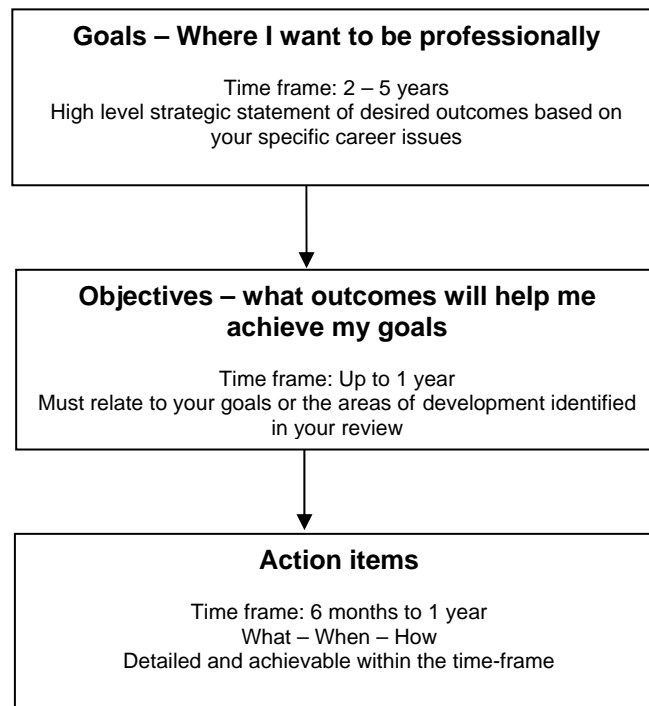 Goals – Where I want to be professionally
Time frame: 2 – 5 years
High level strategic statement of desired outcomes based on
your specific career issues
Objectives – what outcomes will help me
achieve my goals
Time frame: Up to 1 year
Must relate to your goals or the areas of development identified
in your review
Action items
Time frame: 6 months to 1 year
What – When – How
Detailed and achievable within the time-frame